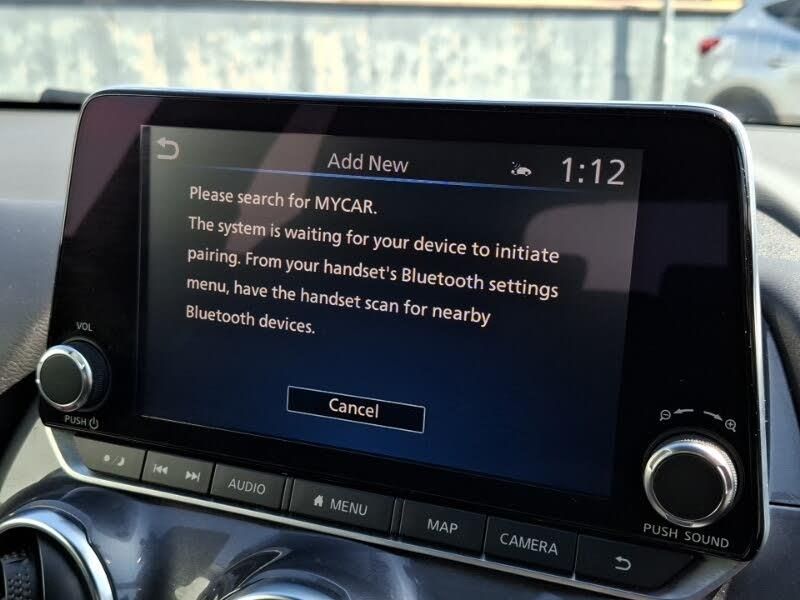 Add New
1:12
Please search for MYCAR.
The system is waiting for your device to initiate
pairing. From your handset's Bluetooth settings
menu, have the handset scan for nearby
Bluetooth devices.
Cancel
VOL
PUSH
AUDIO
MENU
MAP
CAMERA
PUSH SOUND